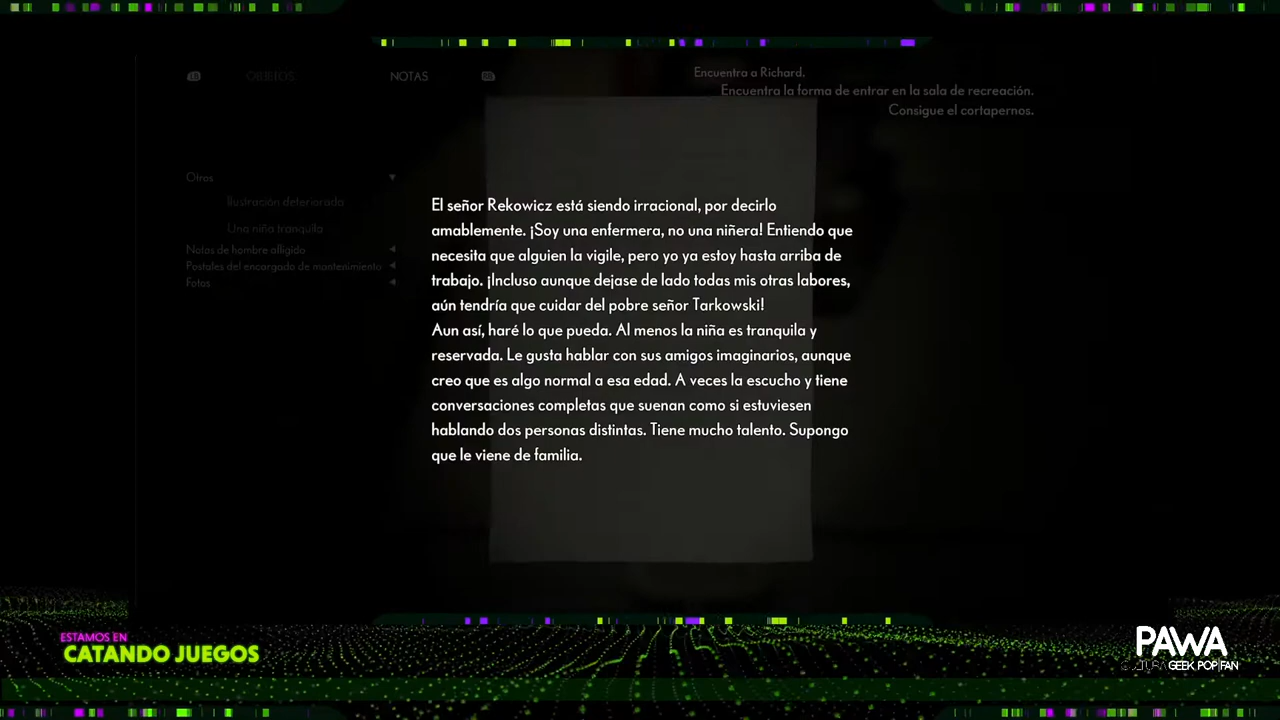 LB
OBJETOS
NOTAS
RB
Encuentra a Richard.
Encuentra la forma de entrar en la sala de recreación.
Consigue el cortapernos.
Otros
Ilustración deteriorada
Una niña tranquila
Notas de hombre afligido
Postales del encargado de mantenimiento
Fotos
El señor Rekowicz está siendo irracional, por decirlo
amablemente. ¡Soy una enfermera, no una niñera! Entiendo que
necesita que alguien la vigile, pero yo ya estoy hasta arriba de
trabajo. ¡Incluso aunque dejase de lado todas mis otras labores,
aún tendría que cuidar del pobre señor Tarkowski!
Aun así, haré lo que pueda. Al menos la niña es tranquila y
reservada. Le gusta hablar con sus amigos imaginarios, aunque
creo que es algo normal a esa edad. A veces la escucho y tiene
conversaciones completas que suenan como si estuviesen
hablando dos personas distintas. Tiene mucho talento. Supongo
que le viene de familia.
ESTAMOS EN
CATANDO JUEGOS
PAWA
CULTURA GEEK POP FAN